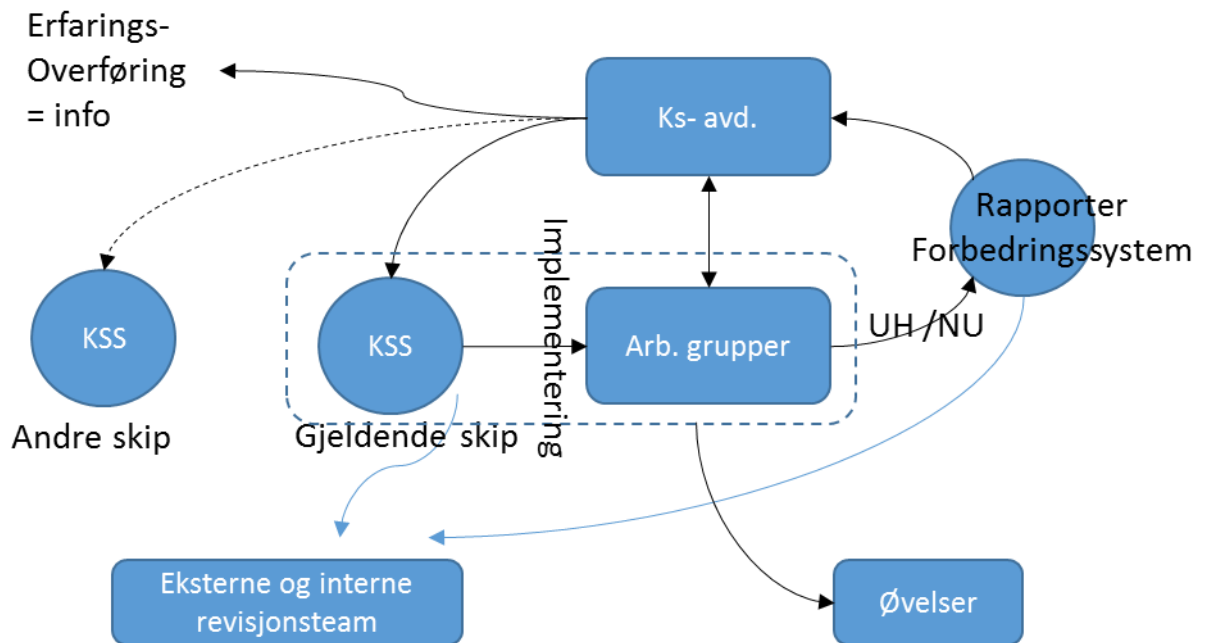 Erfarings-
Overføring
= info
Ks- avd.
Rapporter
Forbedringssystem
Implementering
KSS
KSS
Arb. grupper
UH /NU
Andre skip
Gjeldende skip
Eksterne og interne
revisjonsteam
Øvelser